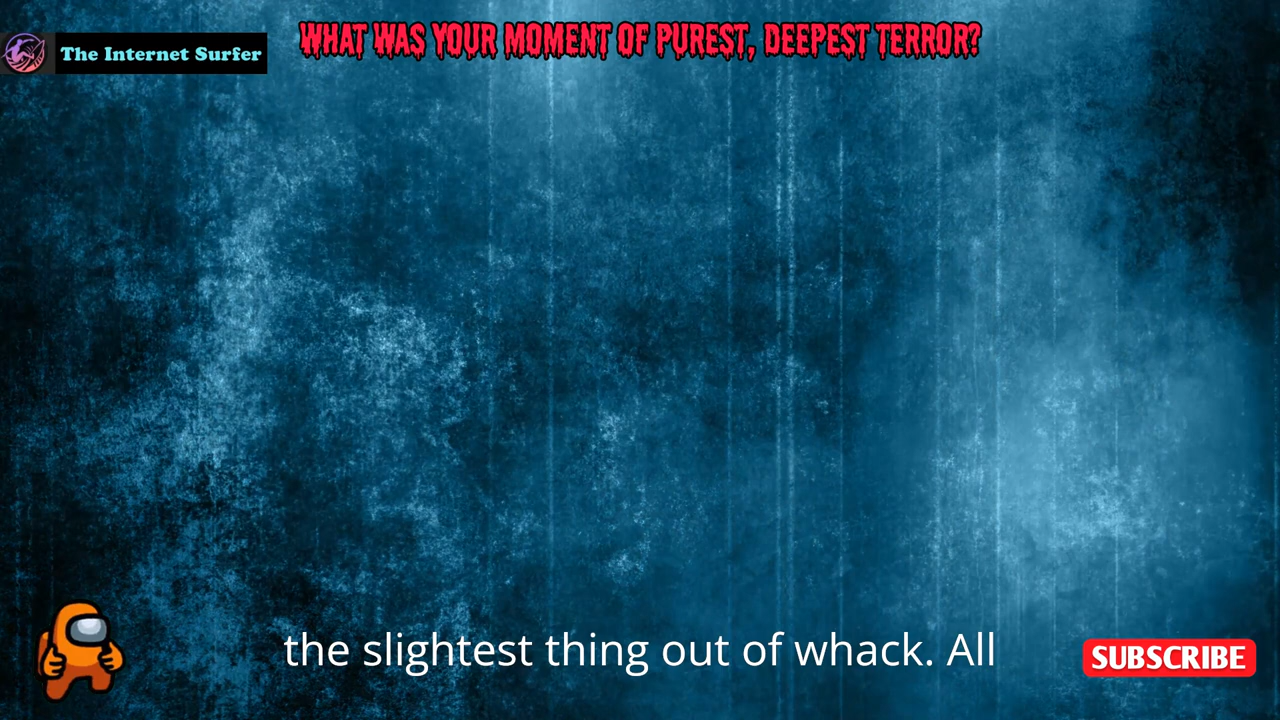 WHAT WAS YOUR MOMENT OF PUREST, DEEPEST TERROR?
The Internet Surfer
the slightest thing out of whack. All
SUBSCRIBE